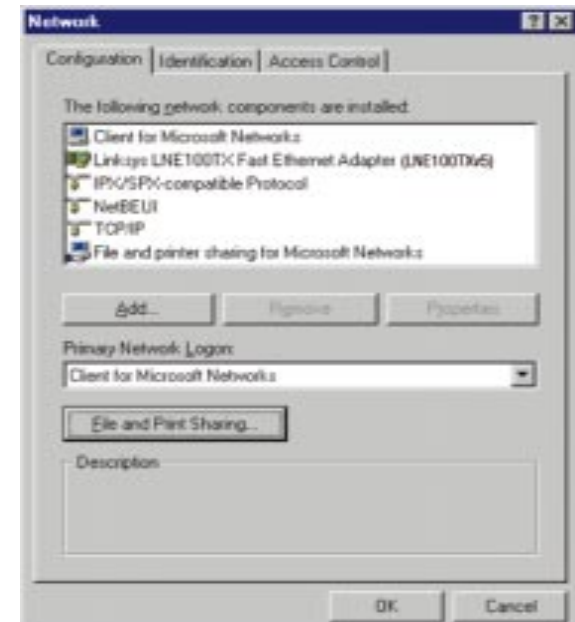 Network
Configuration Identification Access Control
The following network components are installed:
Client for Microsoft Networks
Linksys LNE100TX Fast Ethernet Adapter (LNE100TXv5)
IPX/SPX-compatible Protocol
NetBEUI
TCP/IP
File and printer sharing for Microsoft Networks
Add... Remove Properties
Primary Network Logon:
Client for Microsoft Networks
File and Print Sharing...
Description
OK Cancel